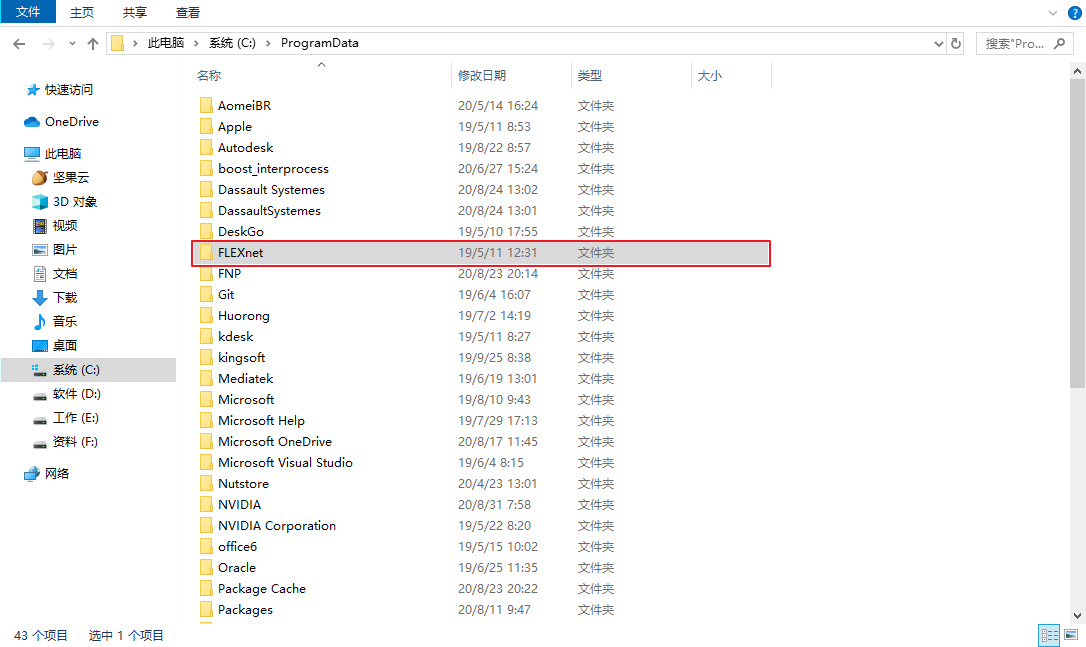 文件 主页 共享 查看
此电脑 › 系统 (C:) › ProgramData 搜索"Pro...
名称 修改日期 类型 大小
快速访问
OneDrive
此电脑
坚果云
3D 对象
视频
图片
文档
下载
音乐
桌面
系统 (C:)
软件 (D:)
工作 (E:)
资料 (F:)
网络
AomeiBR 20/5/14 16:24 文件夹
Apple 19/5/11 8:53 文件夹
Autodesk 19/8/22 8:57 文件夹
boost_interprocess 20/6/27 15:24 文件夹
Dassault Systemes 20/8/24 13:02 文件夹
DassaultSystemes 20/8/24 13:01 文件夹
DeskGo 19/5/10 17:55 文件夹
FLEXnet 19/5/11 12:31 文件夹
FNP 20/8/23 20:14 文件夹
Git 19/6/4 16:07 文件夹
Huorong 19/7/2 14:19 文件夹
kdesk 19/5/11 8:27 文件夹
kingsoft 19/9/25 8:38 文件夹
Mediatek 19/6/19 13:01 文件夹
Microsoft 19/8/10 9:43 文件夹
Microsoft Help 19/7/29 17:13 文件夹
Microsoft OneDrive 20/8/17 11:45 文件夹
Microsoft Visual Studio 19/6/4 8:15 文件夹
Nutstore 20/4/23 13:01 文件夹
NVIDIA 20/8/31 7:58 文件夹
NVIDIA Corporation 19/5/22 8:20 文件夹
office6 19/5/15 10:02 文件夹
Oracle 19/6/25 11:35 文件夹
Package Cache 20/8/23 20:22 文件夹
Packages 20/8/11 9:47 文件夹
43 个项目 选中 1 个项目